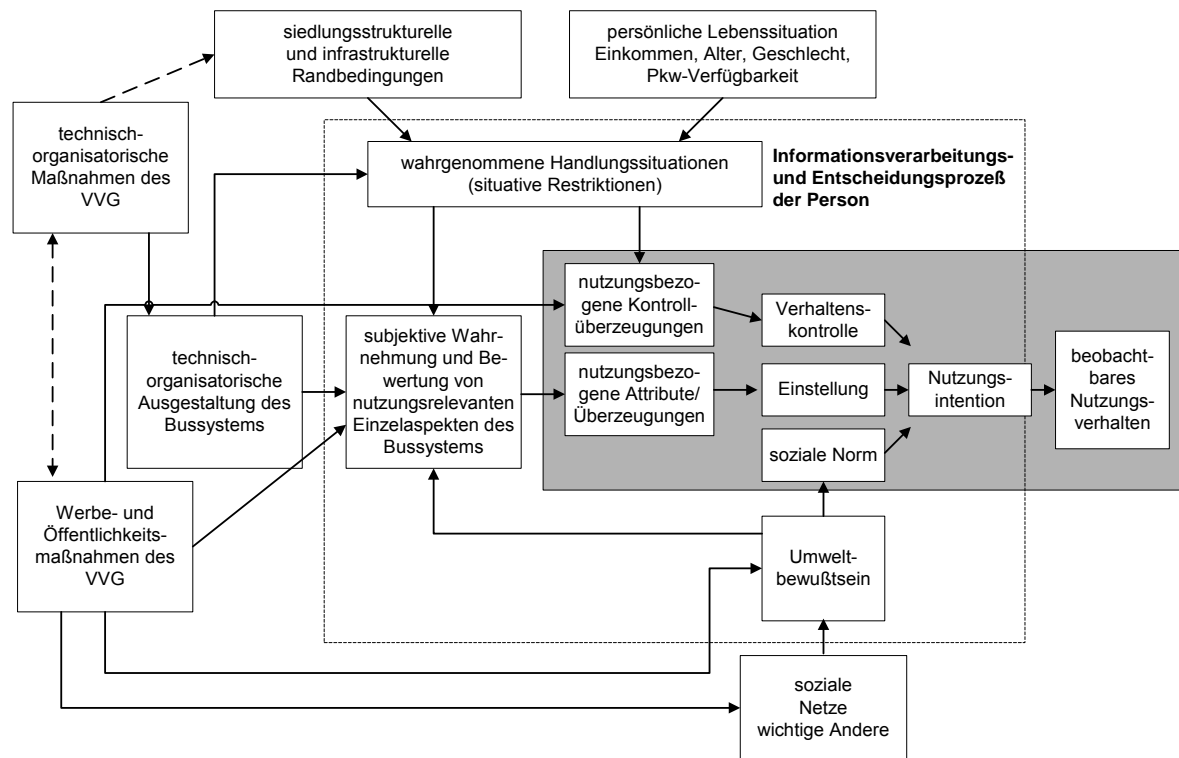 siedlungsstrukturelle
und infrastrukturelle
Randbedingungen
persönliche Lebenssituation
Einkommen, Alter, Geschlecht,
Pkw-Verfügbarkeit
technisch-
organisatorische
Maßnahmen des
VVG
wahrgenommene Handlungssituationen
(situative Restriktionen)
Informationsverarbeitungs-
und Entscheidungsprozeß
der Person
nutzungsbezo-
gene Kontroll-
überzeugungen
Verhaltens-
kontrolle
technisch-
organisatorische
Ausgestaltung des
Bussystems
subjektive Wahr-
nehmung und Be-
wertung von
nutzungsrelevanten
Einzelaspekten des
Bussystems
nutzungsbezo-
gene Attribute/
Überzeugungen
Einstellung
Nutzungs-
intention
beobacht-
bares
Nutzungs-
verhalten
soziale Norm
Werbe- und
Öffentlichkeits-
maßnahmen des
VVG
Umwelt-
bewußtsein
soziale
Netze
wichtige Andere